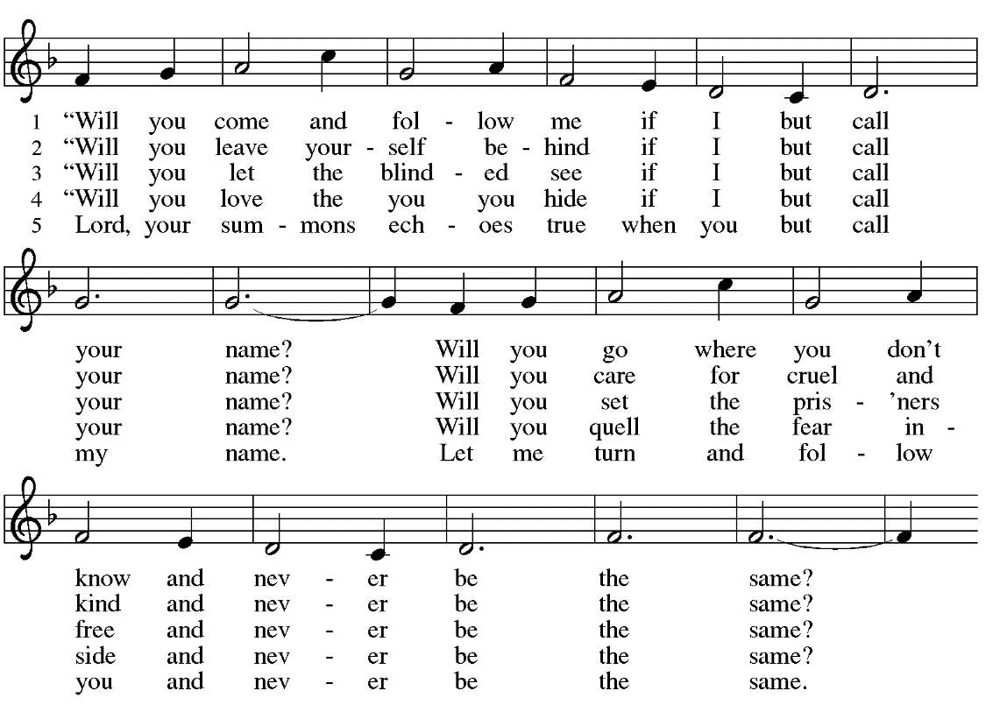 1 “Will you come and fol - low me if I but call
2 “Will you leave your - self be - hind if I but call
3 “Will you let the blind - ed see if I but call
4 “Will you love the you you hide if I but call
5 Lord, your sum - mons ech - oes true when you but call
your name? Will you go where you don’t
your name? Will you care for cruel and
your name? Will you set the pris - ’ners
your name? Will you quell the fear in -
my name. Let me turn and fol - low
know and nev - er be the same?
kind and nev - er be the same?
free and nev - er be the same?
side and nev - er be the same?
you and nev - er be the same.